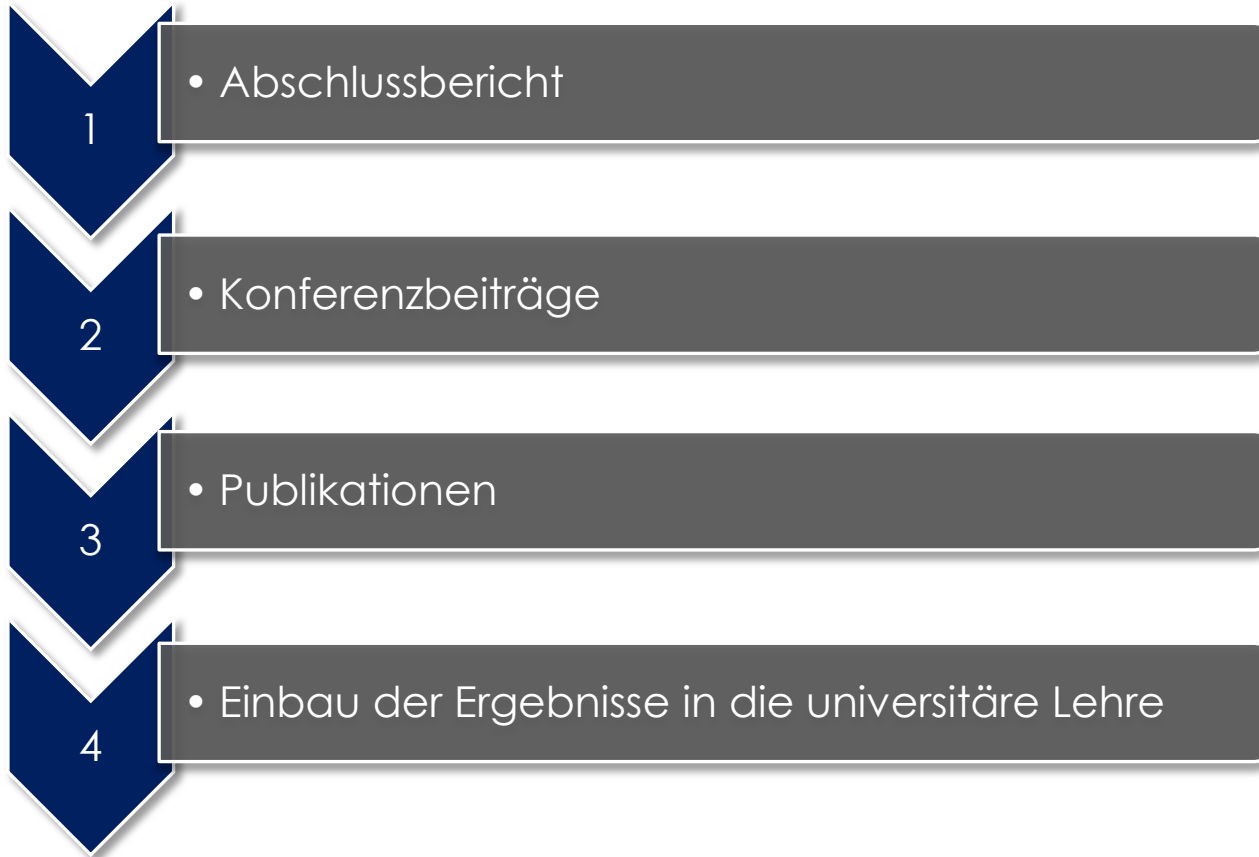 1
• Abschlussbericht
2
• Konferenzbeiträge
3
• Publikationen
4
• Einbau der Ergebnisse in die universitäre Lehre